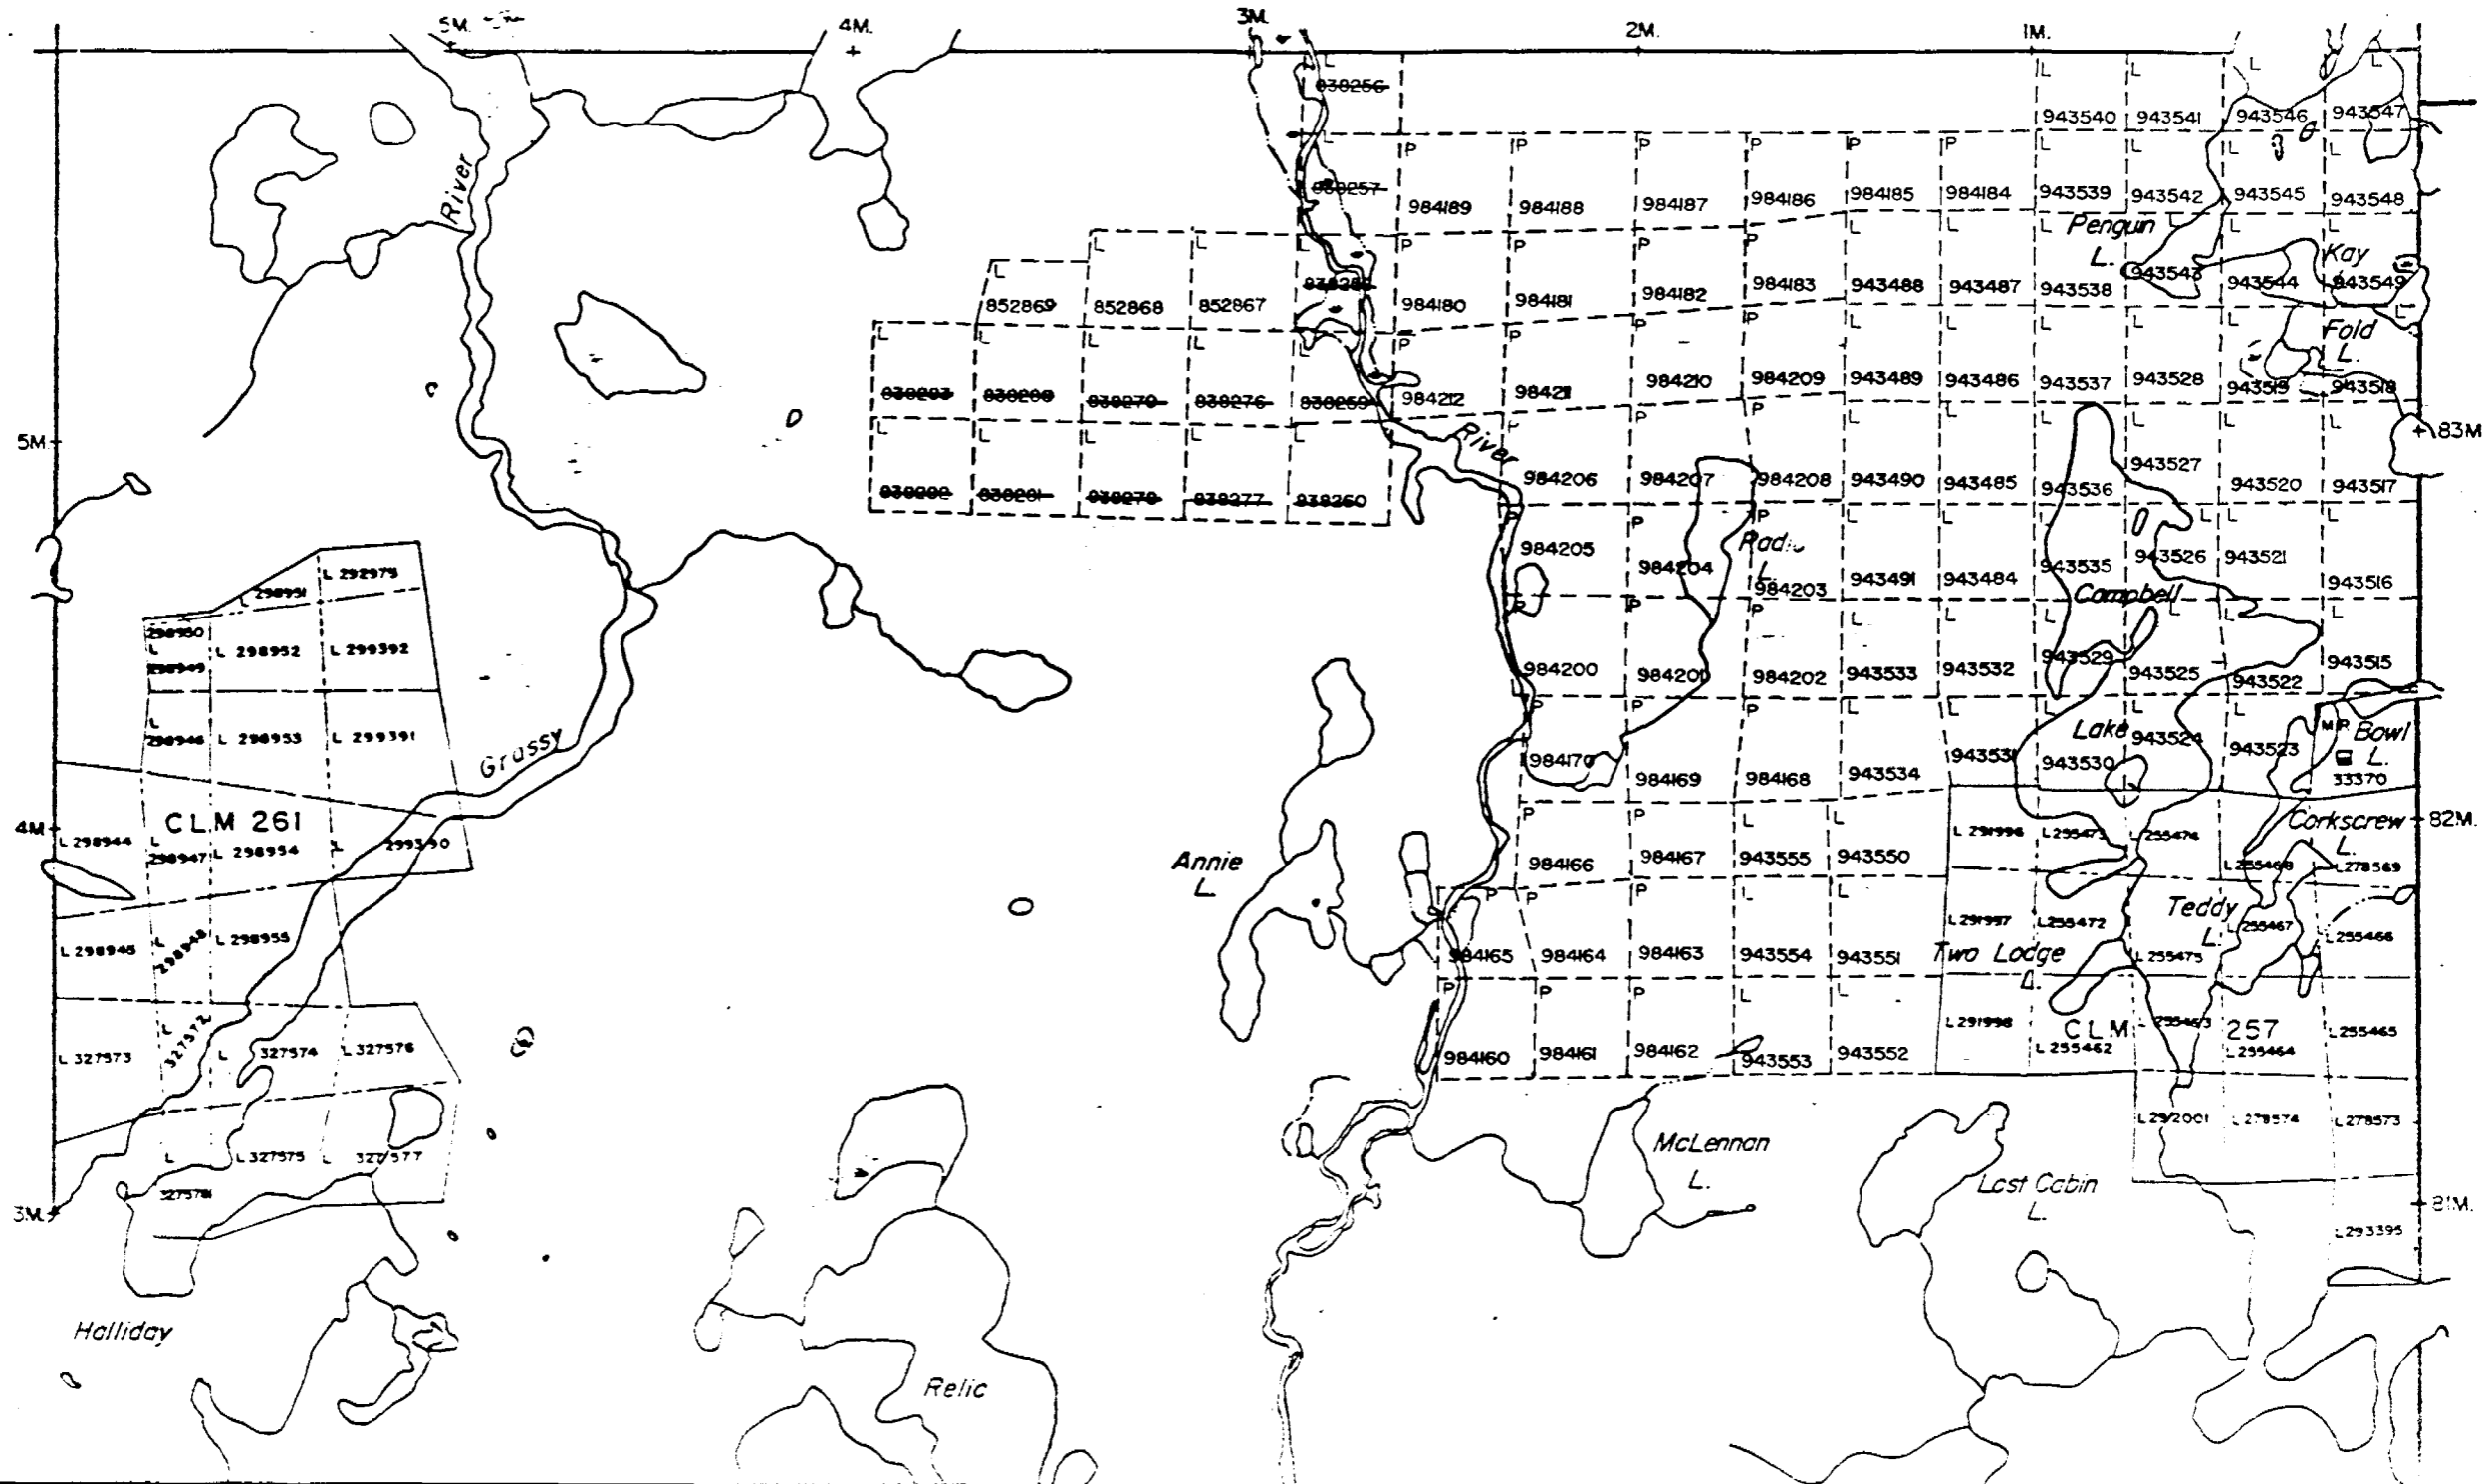 5M.
4M.
3M.
2M.
1M.
L
L L L L
943540 943541 943546 943547
L P P P P P P L L L L
984189 984188 984187 984186 984185 984184 943539 943542 943545 943548
River
Penguin
L.
Kay
L L L P P P P L L L L L L
852869 852868 852867 984180 984181 984182 984183 943488 943487 943538 943543 943544 943549
Fold
L.
L L L L L P P P P L L L L L
984212 984211 984210 984209 943489 943486 943537 943528 943519 943518
5M
83M
L L L L L P P P L L L L L
River
984206 984207 984208 943490 943485 943536 943527 943520 943517
838260
P P P L L L L L L
984205 984204 984203 943491 943484 943535 943526 943521 943516
Radio
L.
Campbell
L 298951 L 292975
298950
L 298952 L 299392
P P P L L L L L L
984200 984201 984202 943533 943532 943529 943525 943522 943515
298946 L 298953 L 299391
Grassy
P P P L L L L L
984170 984169 984168 943534 943531 943530 943524 943523
Lake
M.R. Bowl
L.
33370
CLM 261
4M
82M.
L 298944 298947 L 298954 L 299390
Annie
L.
P P L L
984166 984167 943555 943550
L 291996 L 255473 L 255474 L 255468 L 278569
Corkscrew
L.
P P P L L
984165 984164 984163 943554 943551
L 291997 L 255472 L 255475 L 255467 L 255466
Teddy
L.
Two Lodge
L.
L 298945 L 298948 L 298955
P P P L L
984160 984161 984162 943553 943552
L 291998 L 255462 L 255463 L 255464 L 255465
CLM 257
L 327573 L 327572 L 327574 L 327576
L 292001 L 278574 L 278573
McLennan
L.
Lost Cabin
L.
L 327575 L 327577
327578
3M.
81M.
L 293395
Halliday
Relic